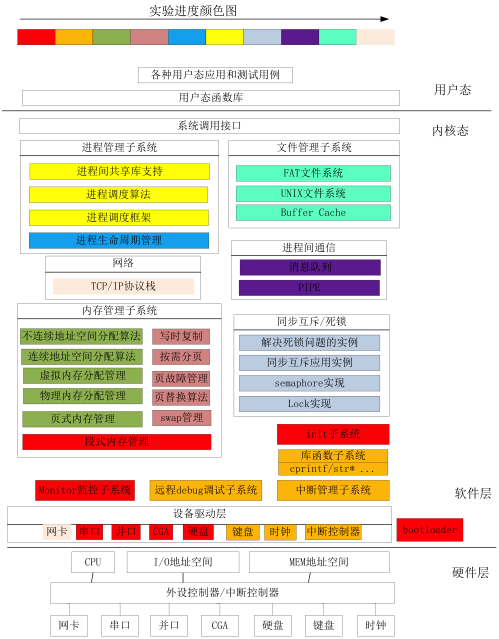 实验进度颜色图
各种用户态应用和测试用例
用户态
用户态函数库
系统调用接口
内核态
进程管理子系统
文件管理子系统
进程间共享库支持
FAT文件系统
进程调度算法
UNIX文件系统
进程调度框架
Buffer Cache
进程生命周期管理
进程间通信
网络
消息队列
TCP/IP协议栈
PIPE
内存管理子系统
同步互斥/死锁
不连续地址空间分配算法
写时复制
解决死锁问题的实例
连续地址空间分配算法
按需分页
同步互斥应用实例
虚拟内存分配管理
页故障管理
semaphore实现
物理内存分配管理
页替换算法
Lock实现
页式内存管理
swap管理
段式内存管理
init子系统
库函数子系统
cprintf/str* ...
Monitor监控子系统
远程debug调试子系统
中断管理子系统
软件层
设备驱动层
网卡
串口
并口
CGA
硬盘
键盘
时钟
中断控制器
bootloader
硬件层
CPU
I/O地址空间
MEM地址空间
外设控制器/中断控制器
网卡
串口
并口
CGA
硬盘
键盘
时钟